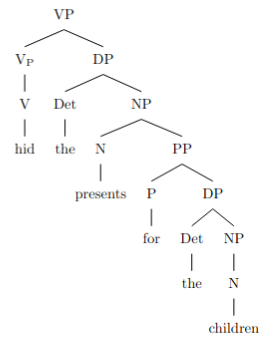 VP
VP DP
V Det NP
hid the N PP
presents P DP
for Det NP
the N
children